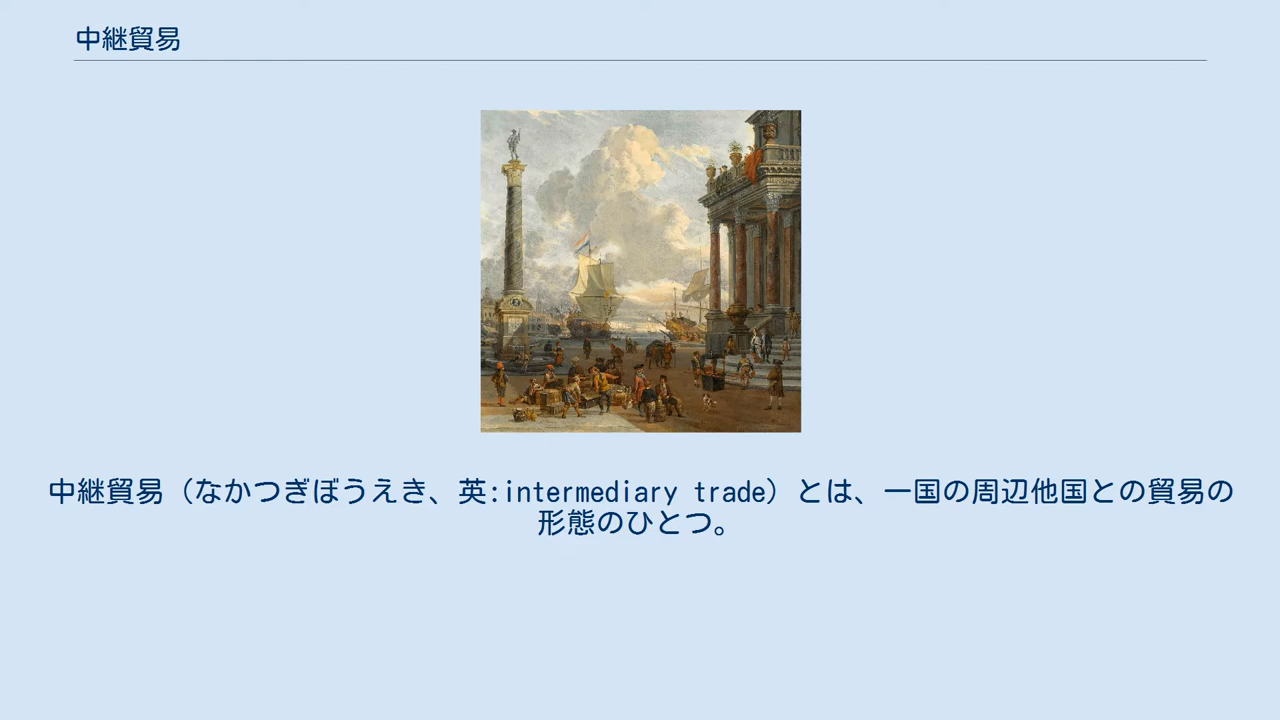 中継貿易
中継貿易（なかつぎぼうえき、英:intermediary trade）とは、一国の周辺他国との貿易の
形態のひとつ。